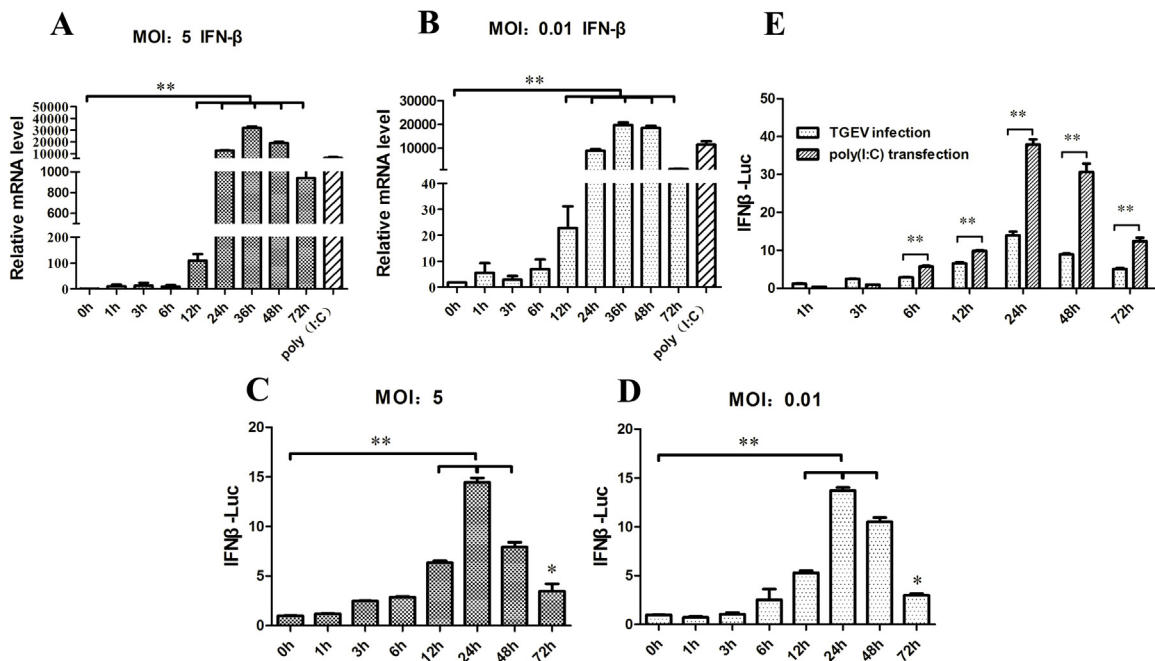 A
MOI: 5 IFN-β
**
Relative mRNA level
50000
40000
30000
20000
10000
1000
800
600
400
200
100
0
0h 1h 3h 6h 12h 24h 36h 48h 72h poly (I:C)
B
MOI: 0.01 IFN-β
**
Relative mRNA level
30000
20000
10000
40
30
20
10
0
0h 1h 3h 6h 12h 24h 36h 48h 72h poly (I:C)
E
IFNβ -Luc
50
40
30
20
10
0
TGEV infection
poly(I:C) transfection
** ** ** ** **
1h 3h 6h 12h 24h 48h 72h
C
MOI: 5
**
*
IFNβ -Luc
20
15
10
5
0
0h 1h 3h 6h 12h 24h 48h 72h
D
MOI: 0.01
**
*
IFNβ -Luc
20
15
10
5
0
0h 1h 3h 6h 12h 24h 48h 72h